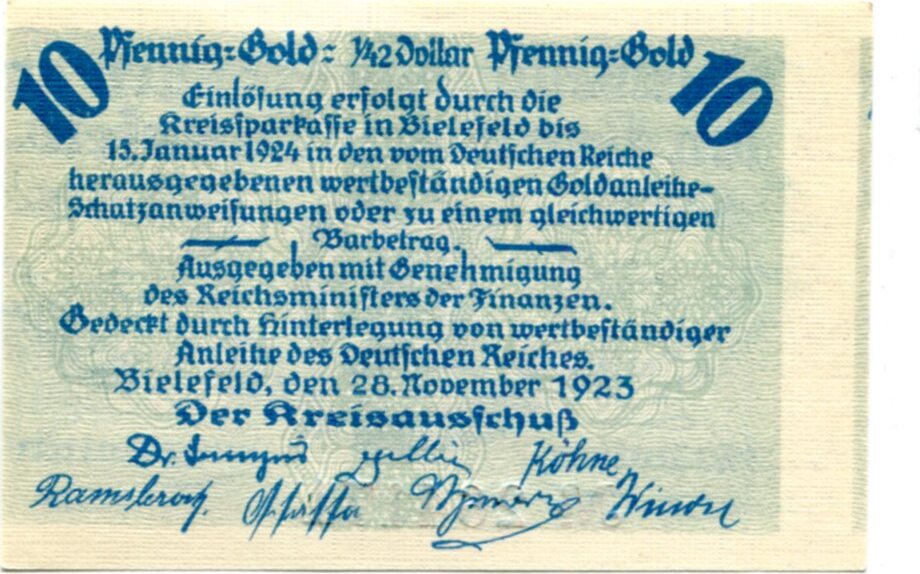 10 Pfennig=Gold = 1/42 Dollar Pfennig=Gold 10
Einlösung erfolgt durch die
Kreissparkasse in Bielefeld bis
15. Januar 1924 in den vom Deutschen Reiche
herausgegebenen wertbeständigen Goldanleihe-
Schatzanweisungen oder zu einem gleichwertigen
Barbetrag.
Ausgegeben mit Genehmigung
des Reichsministers der Finanzen.
Gedeckt durch Hinterlegung von wertbeständiger
Anleihe des Deutschen Reiches.
Bielefeld, den 28. November 1923
Der Kreisausschuß
Dr. Köhne
Ramsbrock.